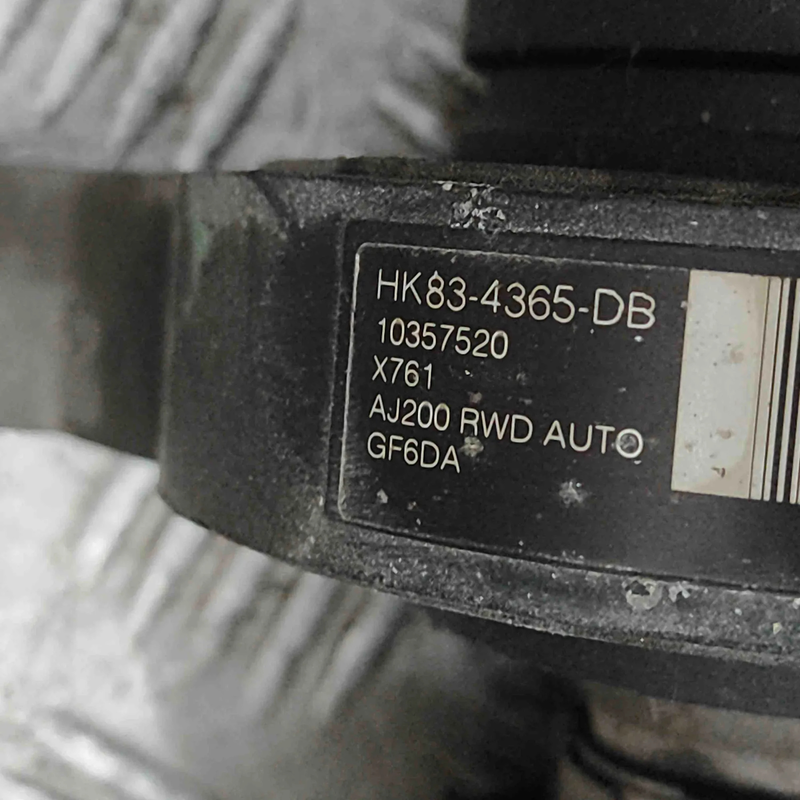 HK83-4365-DB
10357520
X761
AJ200 RWD AUTO
GF6DA